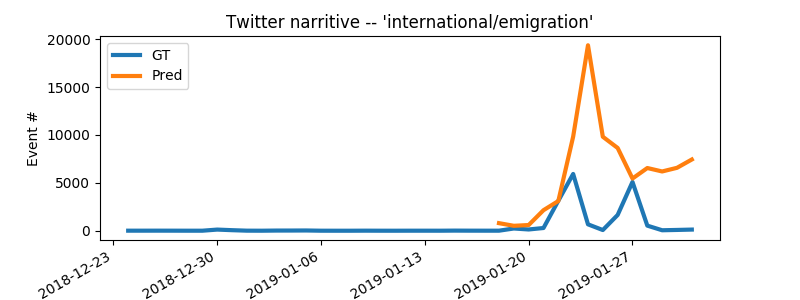 Twitter narritive -- 'international/emigration'
GT
Pred
Event #
20000
15000
10000
5000
0
2018-12-23
2018-12-30
2019-01-06
2019-01-13
2019-01-20
2019-01-27